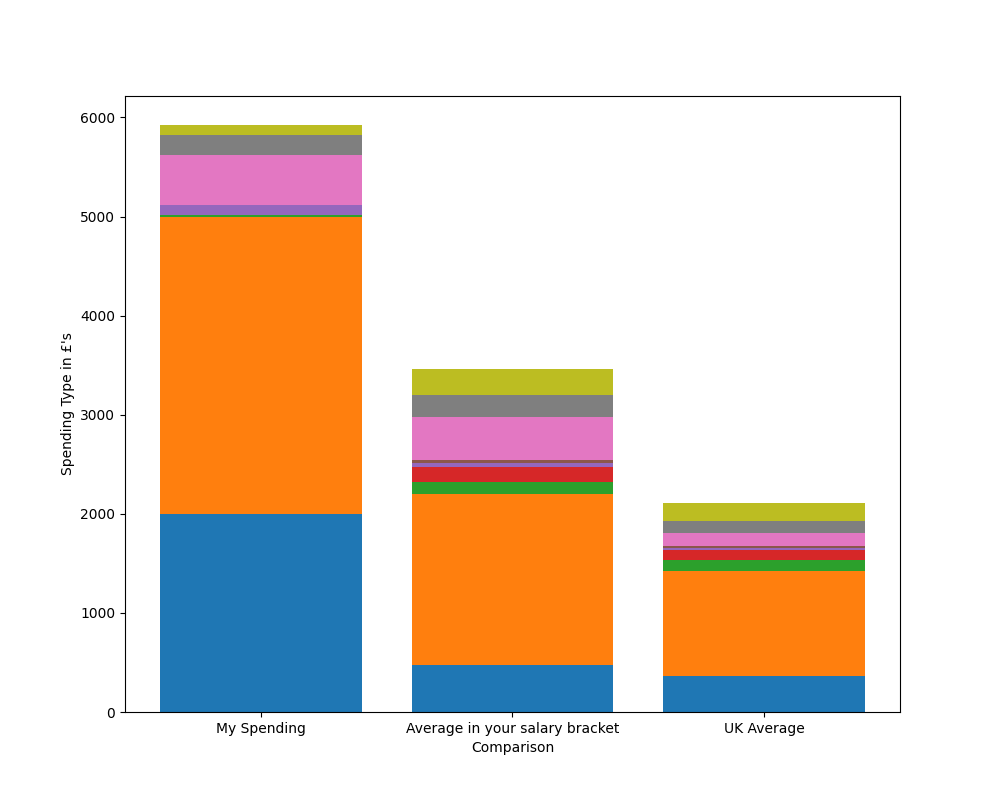 6000
5000
4000
3000
2000
1000
0
Spending Type in £'s
My Spending
Average in your salary bracket
UK Average
Comparison